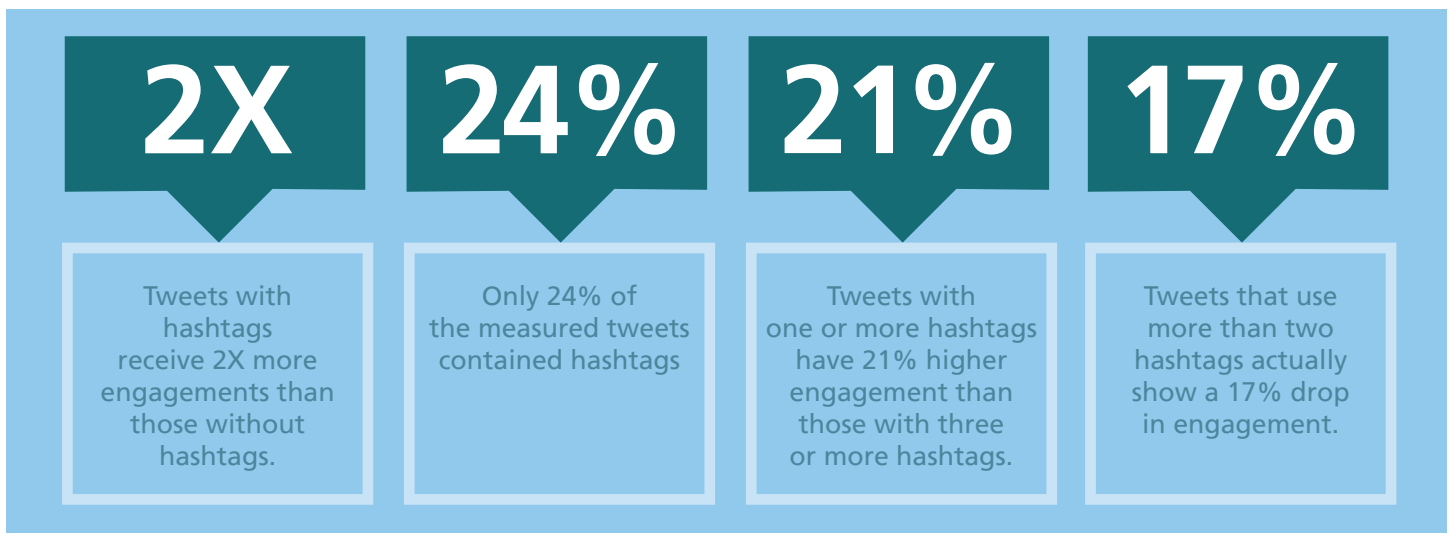 2X
Tweets with
hashtags
receive 2X more
engagements than
those without
hashtags.
24%
Only 24% of
the measured tweets
contained hashtags
21%
Tweets with
one or more hashtags
have 21% higher
engagement than
those with three
or more hashtags.
17%
Tweets that use
more than two
hashtags actually
show a 17% drop
in engagement.